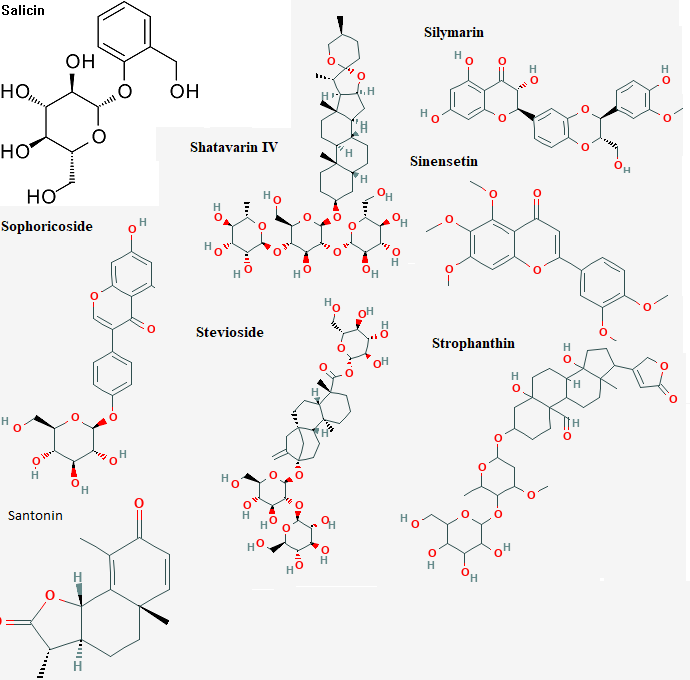 Salicin
Silymarin
Shatavarin IV
Sinensetin
Sophoricoside
Stevioside
Strophanthin
Santonin